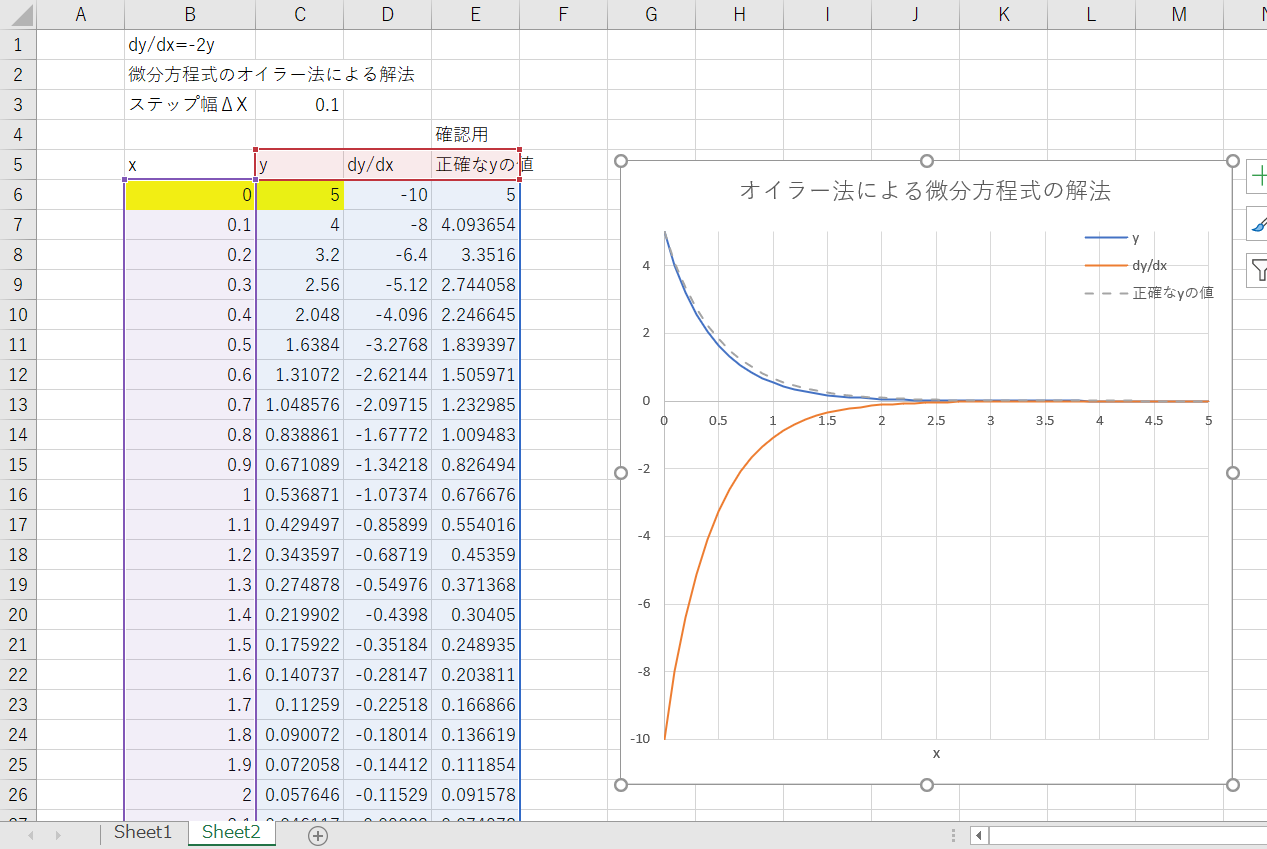 A B C D E F G H I J K L M N
1 dy/dx=-2y
2 微分方程式のオイラー法による解法
3 ステップ幅ΔX 0.1
4 確認用
5 x y dy/dx 正確なyの値
6 0 5 -10 5
7 0.1 4 -8 4.093654
8 0.2 3.2 -6.4 3.3516
9 0.3 2.56 -5.12 2.744058
10 0.4 2.048 -4.096 2.246645
11 0.5 1.6384 -3.2768 1.839397
12 0.6 1.31072 -2.62144 1.505971
13 0.7 1.048576 -2.09715 1.232985
14 0.8 0.838861 -1.67772 1.009483
15 0.9 0.671089 -1.34218 0.826494
16 1 0.536871 -1.07374 0.676676
17 1.1 0.429497 -0.85899 0.554016
18 1.2 0.343597 -0.68719 0.45359
19 1.3 0.274878 -0.54976 0.371368
20 1.4 0.219902 -0.4398 0.30405
21 1.5 0.175922 -0.35184 0.248935
22 1.6 0.140737 -0.28147 0.203811
23 1.7 0.11259 -0.22518 0.166866
24 1.8 0.090072 -0.18014 0.136619
25 1.9 0.072058 -0.14412 0.111854
26 2 0.057646 -0.11529 0.091578
オイラー法による微分方程式の解法
y
dy/dx
正確なyの値
4
2
0
-2
-4
-6
-8
-10
0 0.5 1 1.5 2 2.5 3 3.5 4 4.5 5
x
Sheet1 Sheet2